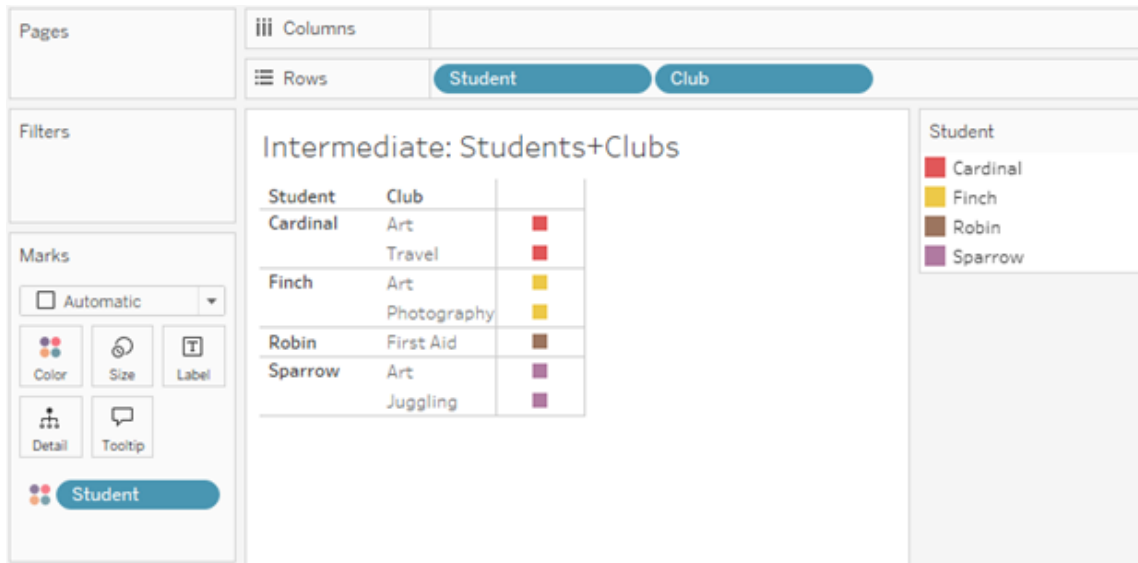 Pages
Columns
Rows Student Club
Filters
Intermediate: Students+Clubs
Student Club
Cardinal Art
Travel
Finch Art
Photography
Robin First Aid
Sparrow Art
Juggling
Student
Cardinal
Finch
Robin
Sparrow
Marks
Automatic
Color Size Label
Detail Tooltip
Student